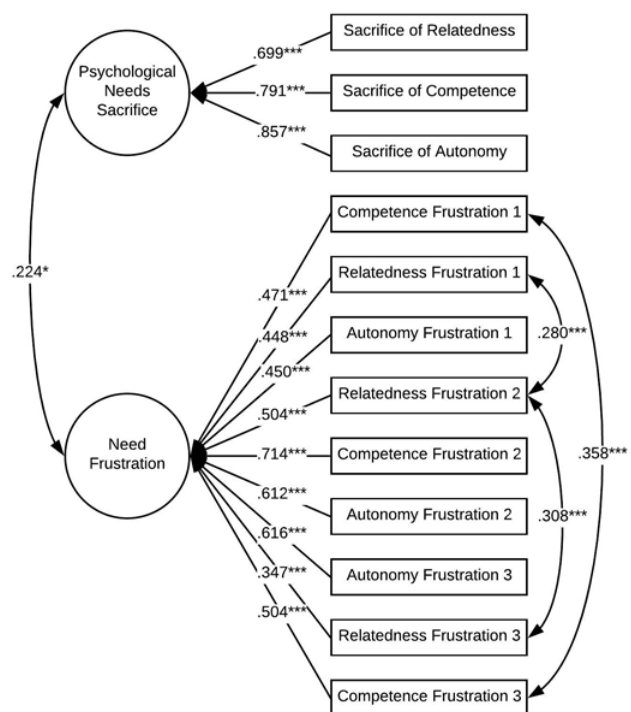 Psychological
Needs
Sacrifice
Sacrifice of Relatedness
.699***
Sacrifice of Competence
.791***
Sacrifice of Autonomy
.857***
.224*
Need
Frustration
Competence Frustration 1
.471***
Relatedness Frustration 1
.448***
Autonomy Frustration 1
.450***
Relatedness Frustration 2
.504***
Competence Frustration 2
.714***
Autonomy Frustration 2
.612***
Autonomy Frustration 3
.616***
Relatedness Frustration 3
.347***
Competence Frustration 3
.504***
.280***
.358***
.308***